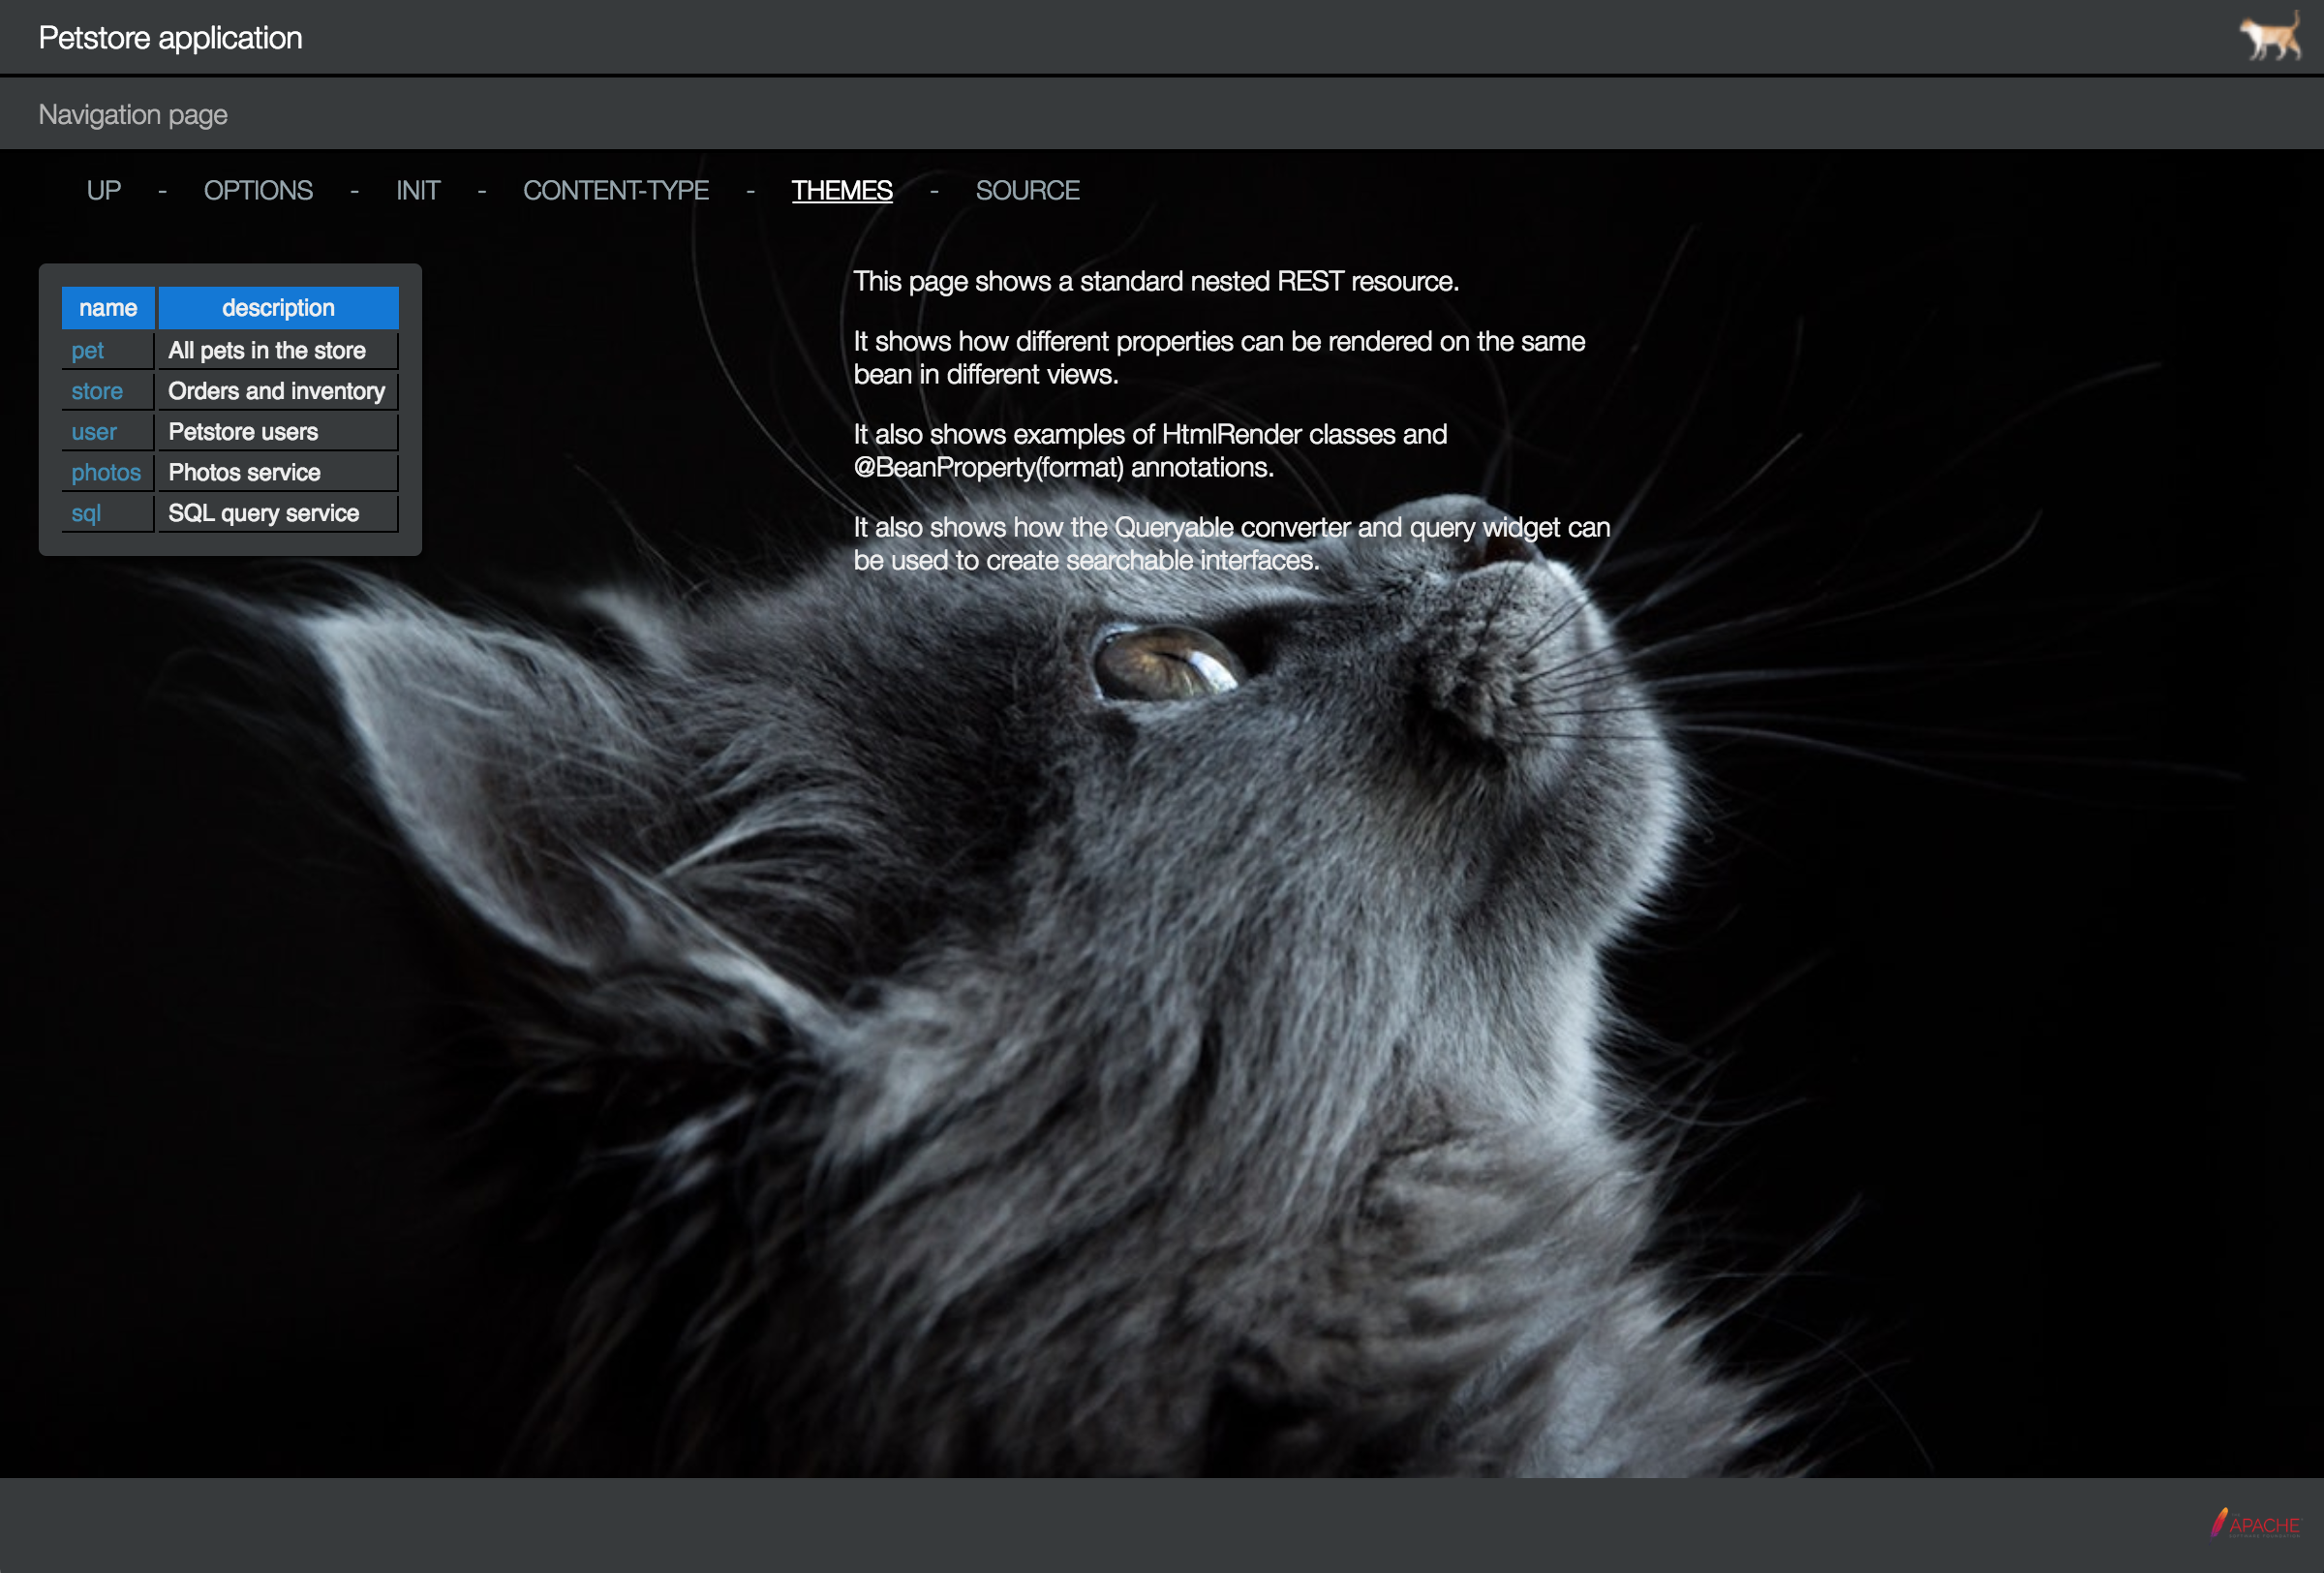 Petstore application
Navigation page
UP - OPTIONS - INIT - CONTENT-TYPE - THEMES - SOURCE
name description
pet All pets in the store
store Orders and inventory
user Petstore users
photos Photos service
sql SQL query service
This page shows a standard nested REST resource.
It shows how different properties can be rendered on the same
bean in different views.
It also shows examples of HtmlRender classes and
@BeanProperty(format) annotations.
It also shows how the Queryable converter and query widget can
be used to create searchable interfaces.
APACHE